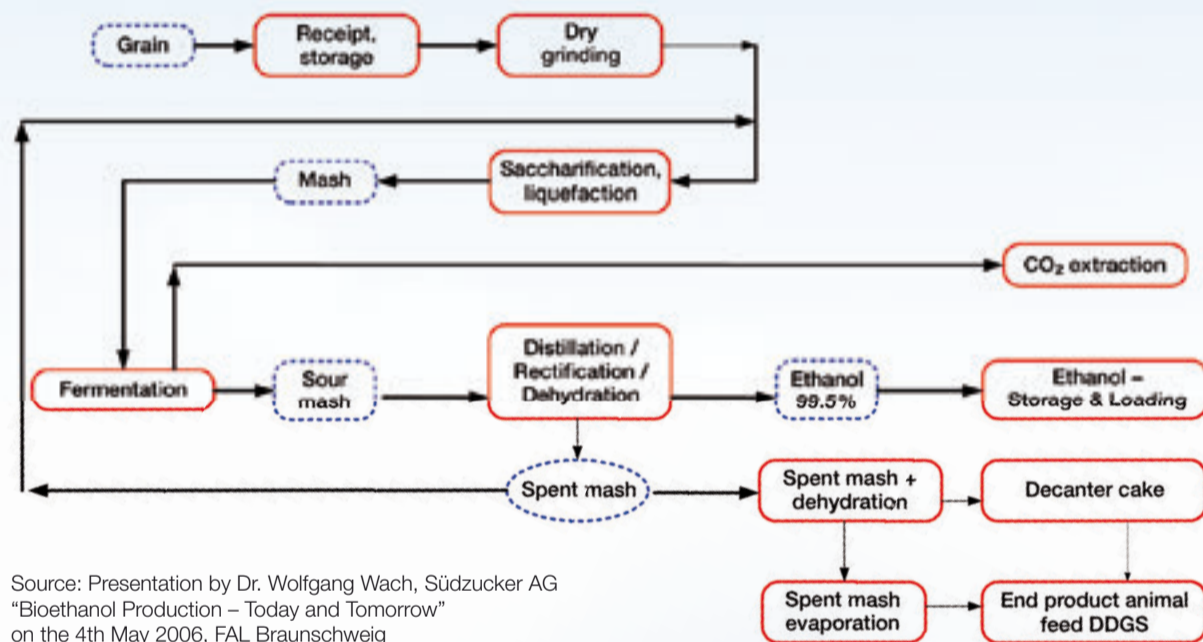 Grain
Receipt,
storage
Dry
grinding
Mash
Saccharification,
liquefaction
CO₂ extraction
Fermentation
Sour
mash
Distillation /
Rectification /
Dehydration
Ethanol
99.5%
Ethanol –
Storage & Loading
Spent mash
Spent mash +
dehydration
Decanter cake
Spent mash
evaporation
End product animal
feed DDGS
Source: Presentation by Dr. Wolfgang Wach, Südzucker AG
“Bioethanol Production – Today and Tomorrow”
on the 4th May 2006, FAL Braunschweig